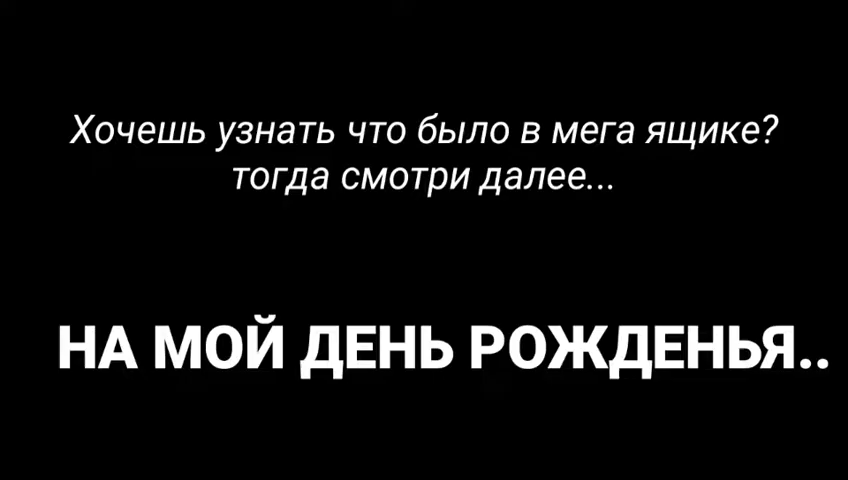 Хочешь узнать что было в мега ящике?
тогда смотри далее...
НА МОЙ ДЕНЬ РОЖДЕНЬЯ..